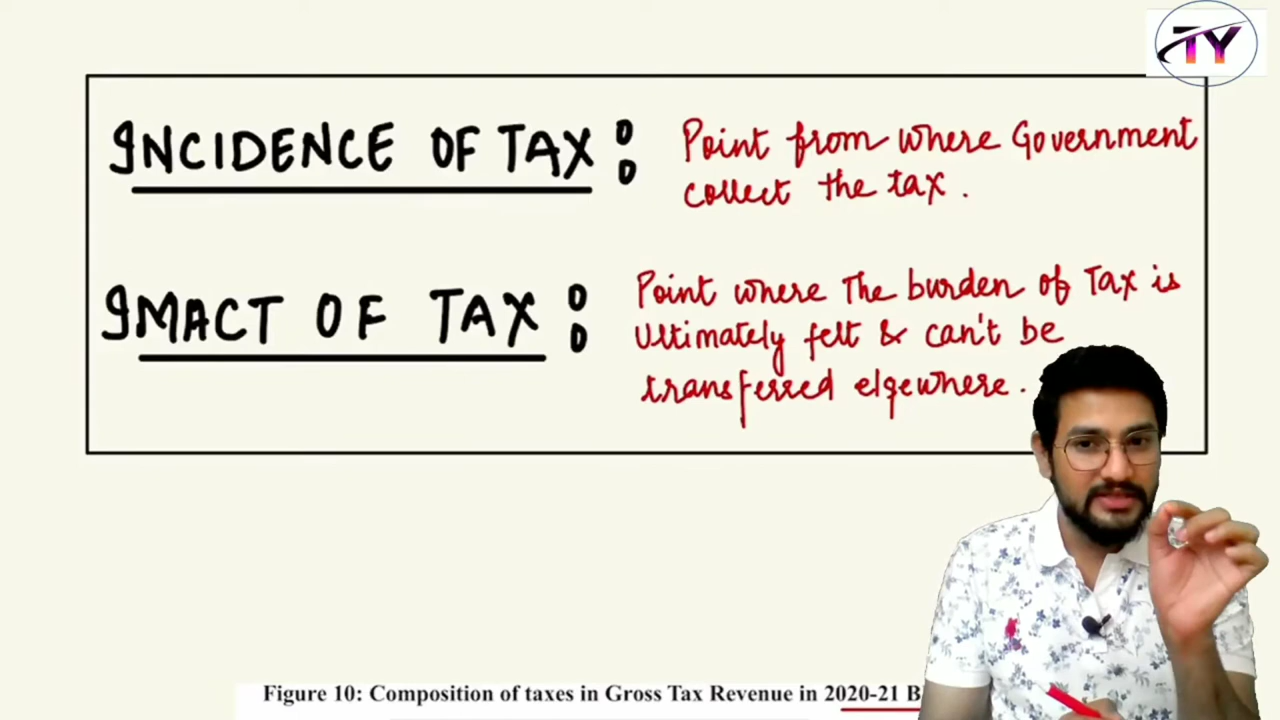 TY
INCIDENCE OF TAX : Point from where Government
collect the tax .
IMACT OF TAX : Point where the burden of Tax is
ultimately felt & can't be
transferred elsewhere .
Figure 10: Composition of taxes in Gross Tax Revenue in 2020-21 B